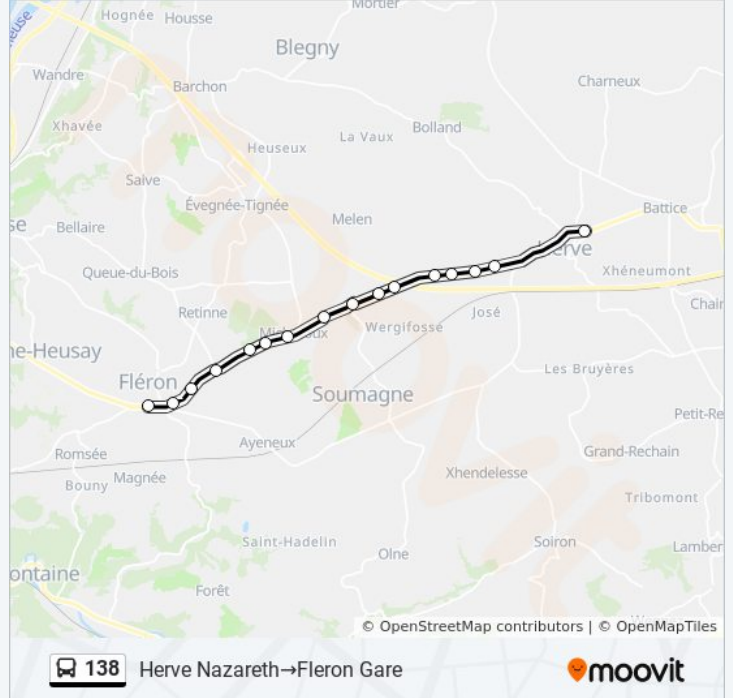 Mortier
Hognée
Housse
Meuse
Blegny
Wandre
Barchon
Charneux
Xhavée
Bolland
La Vaux
Heuseux
Saive
Évegnée-Tignée
Battice
Melen
se
Bellaire
Herve
Queu-du-Bois
Xhéneumont
Retinne
José
Chain
Wergifosse
ne-Heusay
Les Bruyères
Fléron
Soumagne
Petit-Re
Ayeneux
Romsée
Grand-Rechain
Magnée
Bouny
Xhendelesse
Tribomont
Saint-Hadelin
Soiron
Lamber
Olne
ontaine
Forêt
© OpenStreetMap contributors | © OpenMapTiles
138 Herve Nazareth→Fleron Gare
moovit